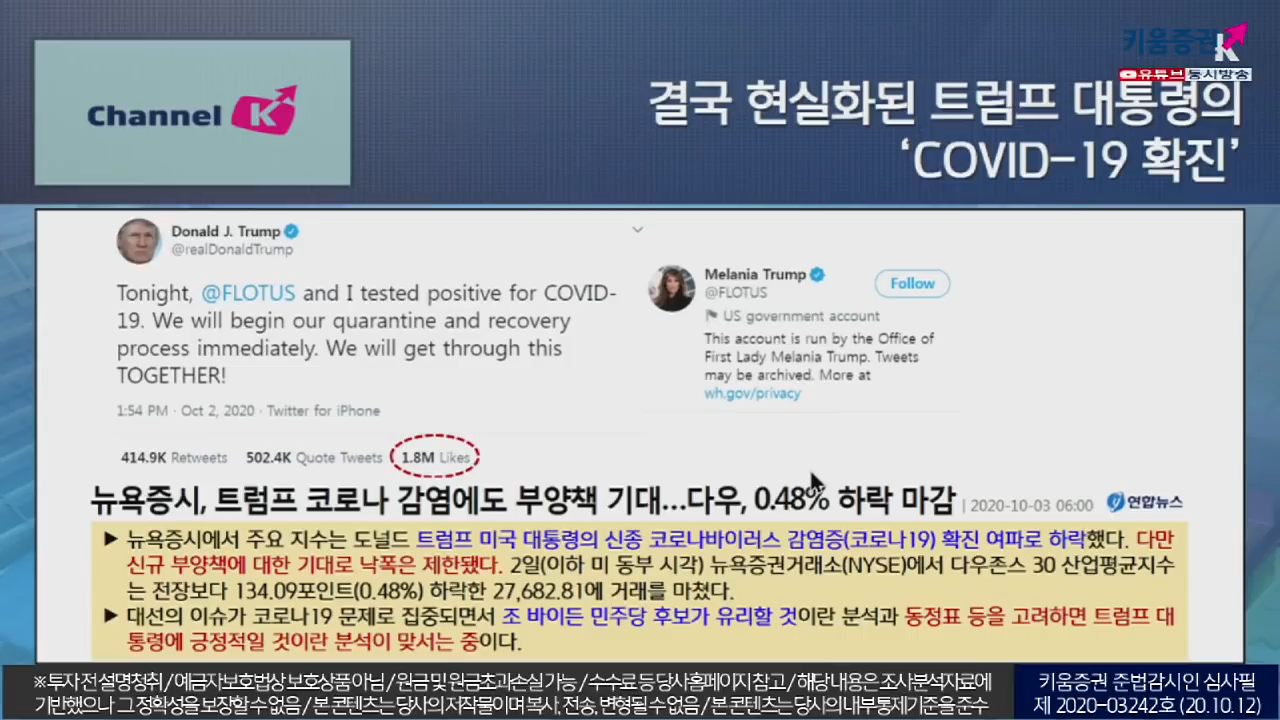 Channel K
키움증권
유튜브 동시방송
결국 현실화된 트럼프 대통령의
‘COVID-19 확진’
Donald J. Trump
@realDonaldTrump
Tonight, @FLOTUS and I tested positive for COVID-
19. We will begin our quarantine and recovery
process immediately. We will get through this
TOGETHER!
1:54 PM · Oct 2, 2020 · Twitter for iPhone
414.9K Retweets 502.4K Quote Tweets 1.8M Likes
Melania Trump
@FLOTUS
Follow
US government account
This account is run by the Office of
First Lady Melania Trump. Tweets
may be archived. More at
wh.gov/privacy
뉴욕증시, 트럼프 코로나 감염에도 부양책 기대...다우, 0.48% 하락 마감 | 2020-10-03 06:00 연합뉴스
▶ 뉴욕증시에서 주요 지수는 도널드 트럼프 미국 대통령의 신종 코로나바이러스 감염증(코로나19) 확진 여파로 하락했다. 다만
신규 부양책에 대한 기대로 낙폭은 제한됐다. 2일(이하 미 동부 시각) 뉴욕증권거래소(NYSE)에서 다우존스 30 산업평균지수
는 전장보다 134.09포인트(0.48%) 하락한 27,682.81에 거래를 마쳤다.
▶ 대선의 이슈가 코로나19 문제로 집중되면서 조 바이든 민주당 후보가 유리할 것이란 분석과 동정표 등을 고려하면 트럼프 대
통령에 긍정적일 것이란 분석이 맞서는 중이다.
※ 투자 전 설명청취 / 예금자보호법상 보호상품 아님 / 원금 및 원금초과손실 가능 / 수수료 등 당사홈페이지 참고 / 해당 내용은 조사분석자료에
기반했으나 그 정확성을 보장할 수 없음 / 본 콘텐츠는 당사의 저작물이며 복사, 전송, 변형될 수 없음 / 본 콘텐츠는 당사의 내부통제기준을 준수
키움증권 준법감시인 심사필
제 2020-03242호 (20.10.12)